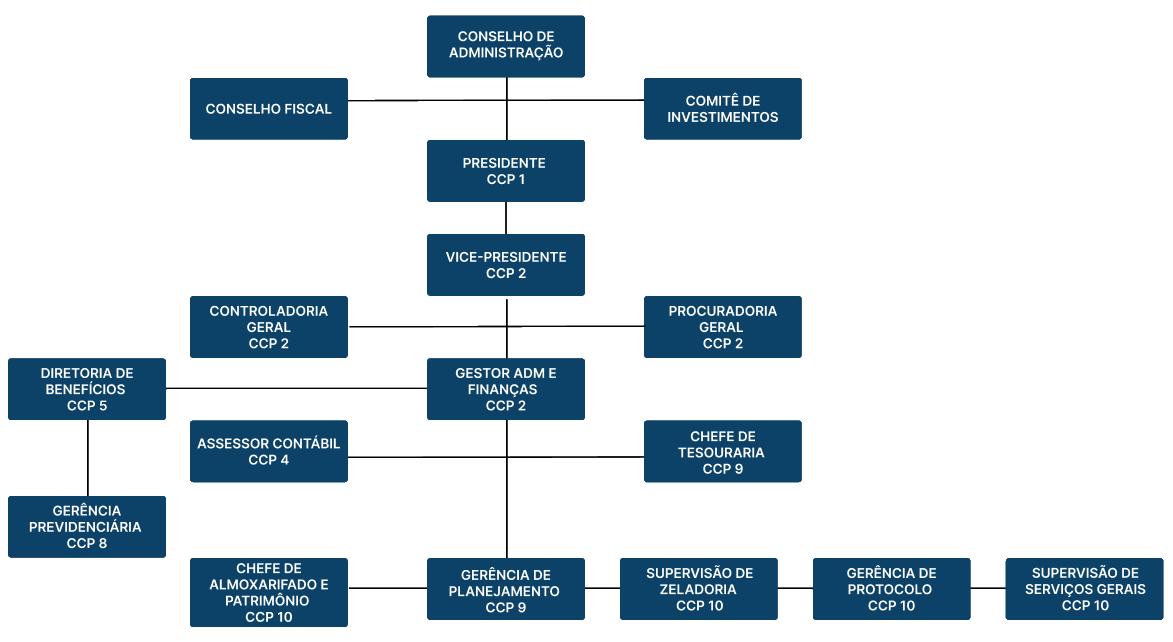 CONSELHO DE
ADMINISTRAÇÃO
CONSELHO FISCAL
COMITÊ DE
INVESTIMENTOS
PRESIDENTE
CCP 1
VICE-PRESIDENTE
CCP 2
CONTROLADORIA
GERAL
CCP 2
PROCURADORIA
GERAL
CCP 2
DIRETORIA DE
BENEFÍCIOS
CCP 5
GESTOR ADM E
FINANÇAS
CCP 2
ASSESSOR CONTÁBIL
CCP 4
CHEFE DE
TESOURARIA
CCP 9
GERÊNCIA
PREVIDENCIÁRIA
CCP 8
CHEFE DE
ALMOXARIFADO E
PATRIMÔNIO
CCP 10
GERÊNCIA DE
PLANEJAMENTO
CCP 9
SUPERVISÃO DE
ZELADORIA
CCP 10
GERÊNCIA DE
PROTOCOLO
CCP 10
SUPERVISÃO DE
SERVIÇOS GERAIS
CCP 10